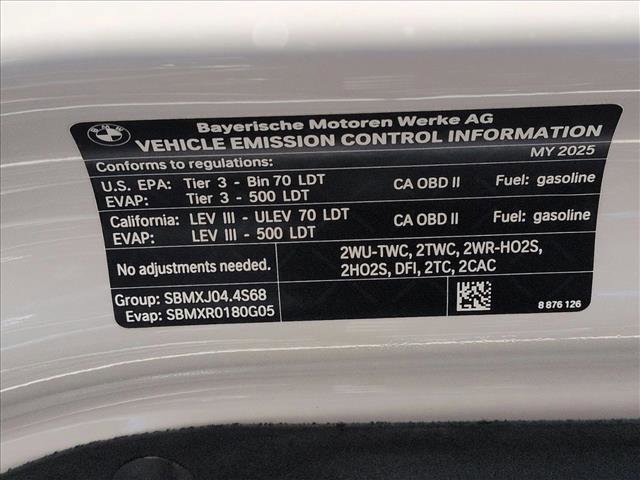 BMW
Bayerische Motoren Werke AG
VEHICLE EMISSION CONTROL INFORMATION
Conforms to regulations: MY 2025
U.S. EPA: Tier 3 - Bin 70 LDT CA OBD II Fuel: gasoline
EVAP: Tier 3 - 500 LDT
California: LEV III - ULEV 70 LDT CA OBD II Fuel: gasoline
EVAP: LEV III - 500 LDT
No adjustments needed.
2WU-TWC, 2TWC, 2WR-HO2S,
2HO2S, DFI, 2TC, 2CAC
Group: SBMXJ04.4S68
Evap: SBMXR0180G05
8 876 126